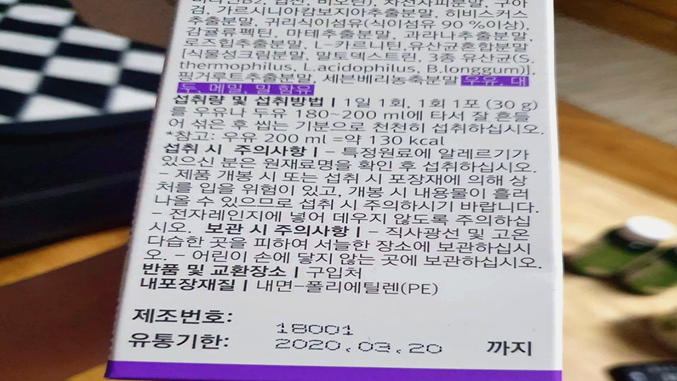 검, 가르시니아캄보지아추출분말, 히비스커스
추출분말, 귀리식이섬유(식이섬유 90 %이상),
감귤류펙틴, 마테추출분말, 과라나추출분말,
로즈힙추출분말, L-카르니틴, 유산균혼합분말
[식물성크림분말, 말토덱스트린, 3종 유산균(S.
thermophilus, L.acidophilus, B.longgum)],
핑거루트추출분말, 세븐베리농축분말 우유, 대
두, 메밀, 밀 함유
섭취량 및 섭취방법 | 1일 1회, 1회 1포 (30 g)
를 우유나 두유 180~200 ml에 타서 잘 흔들
어 섞은 후 씹는 기분으로 천천히 섭취하십시오.
*참고: 우유 200 ml =약 130 kcal
섭취 시 주의사항 | - 특정원료에 알레르기가
있으신 분은 원재료명을 확인 후 섭취하십시오.
- 제품 개봉 시 또는 섭취 시 포장재에 의해 상
처를 입을 위험이 있고, 개봉 시 내용물이 흘러
나올 수 있으므로 섭취 시 주의하시기 바랍니다.
- 전자레인지에 넣어 데우지 않도록 주의하십
시오. 보관 시 주의사항 | - 직사광선 및 고온
다습한 곳을 피하여 서늘한 장소에 보관하십시
오. - 어린이 손에 닿지 않는 곳에 보관하십시오.
반품 및 교환장소 | 구입처
내포장재질 | 내면-폴리에틸렌(PE)
제조번호: 18001
유통기한: 2020.03.20 까지